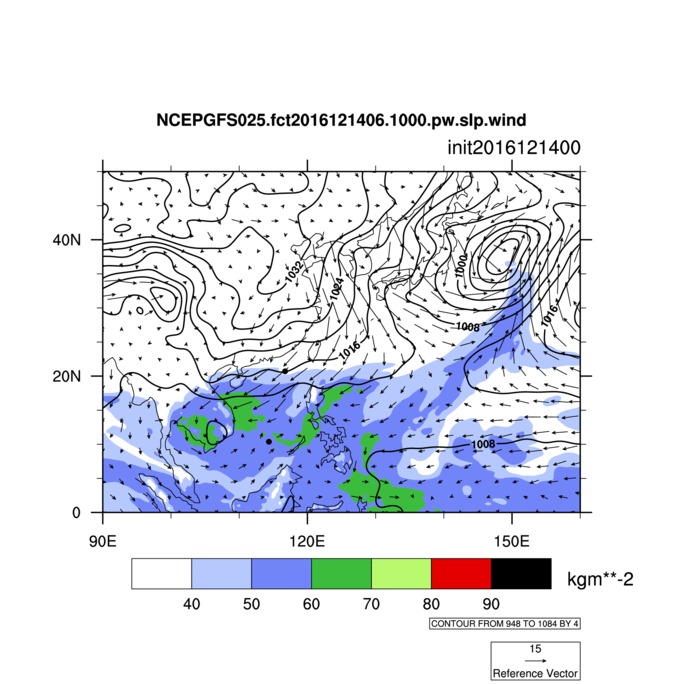 NCEPGFS025.fct2016121406.1000.pw.slp.wind
init2016121400
40N
1000
1032
1024
1016
1008
1016
20N
1008
0
90E 120E 150E
kgm**-2
40 50 60 70 80 90
CONTOUR FROM 948 TO 1084 BY 4
15
Reference Vector